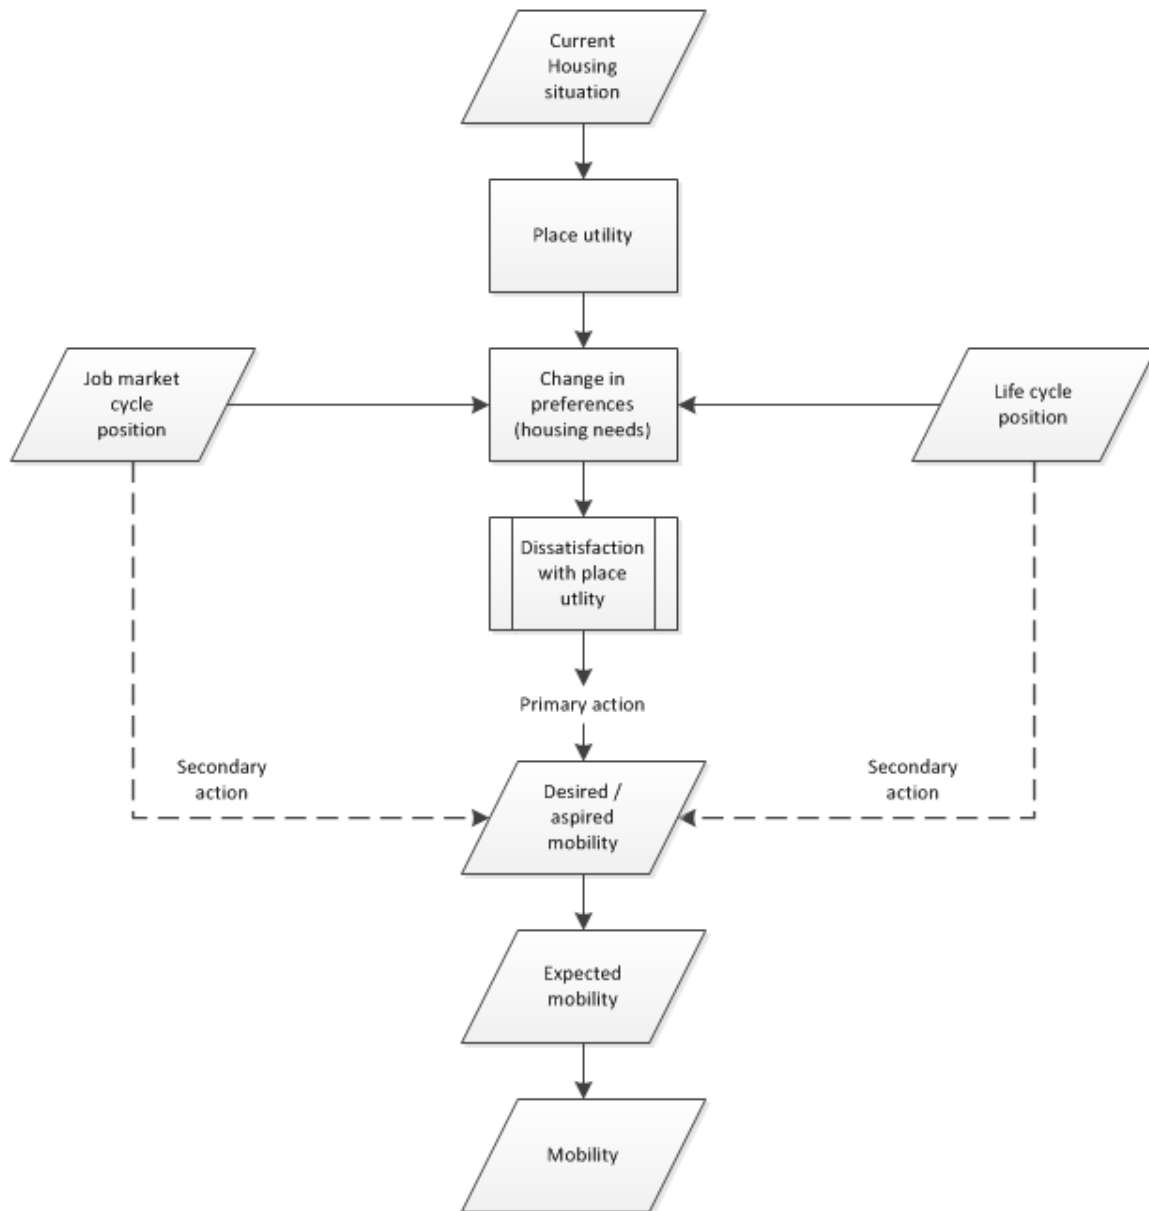 Current
Housing
situation
Place utility
Job market
cycle
position
Change in
preferences
(housing needs)
Life cycle
position
Dissatisfaction
with place
utlity
Primary action
Secondary
action
Desired /
aspired
mobility
Secondary
action
Expected
mobility
Mobility